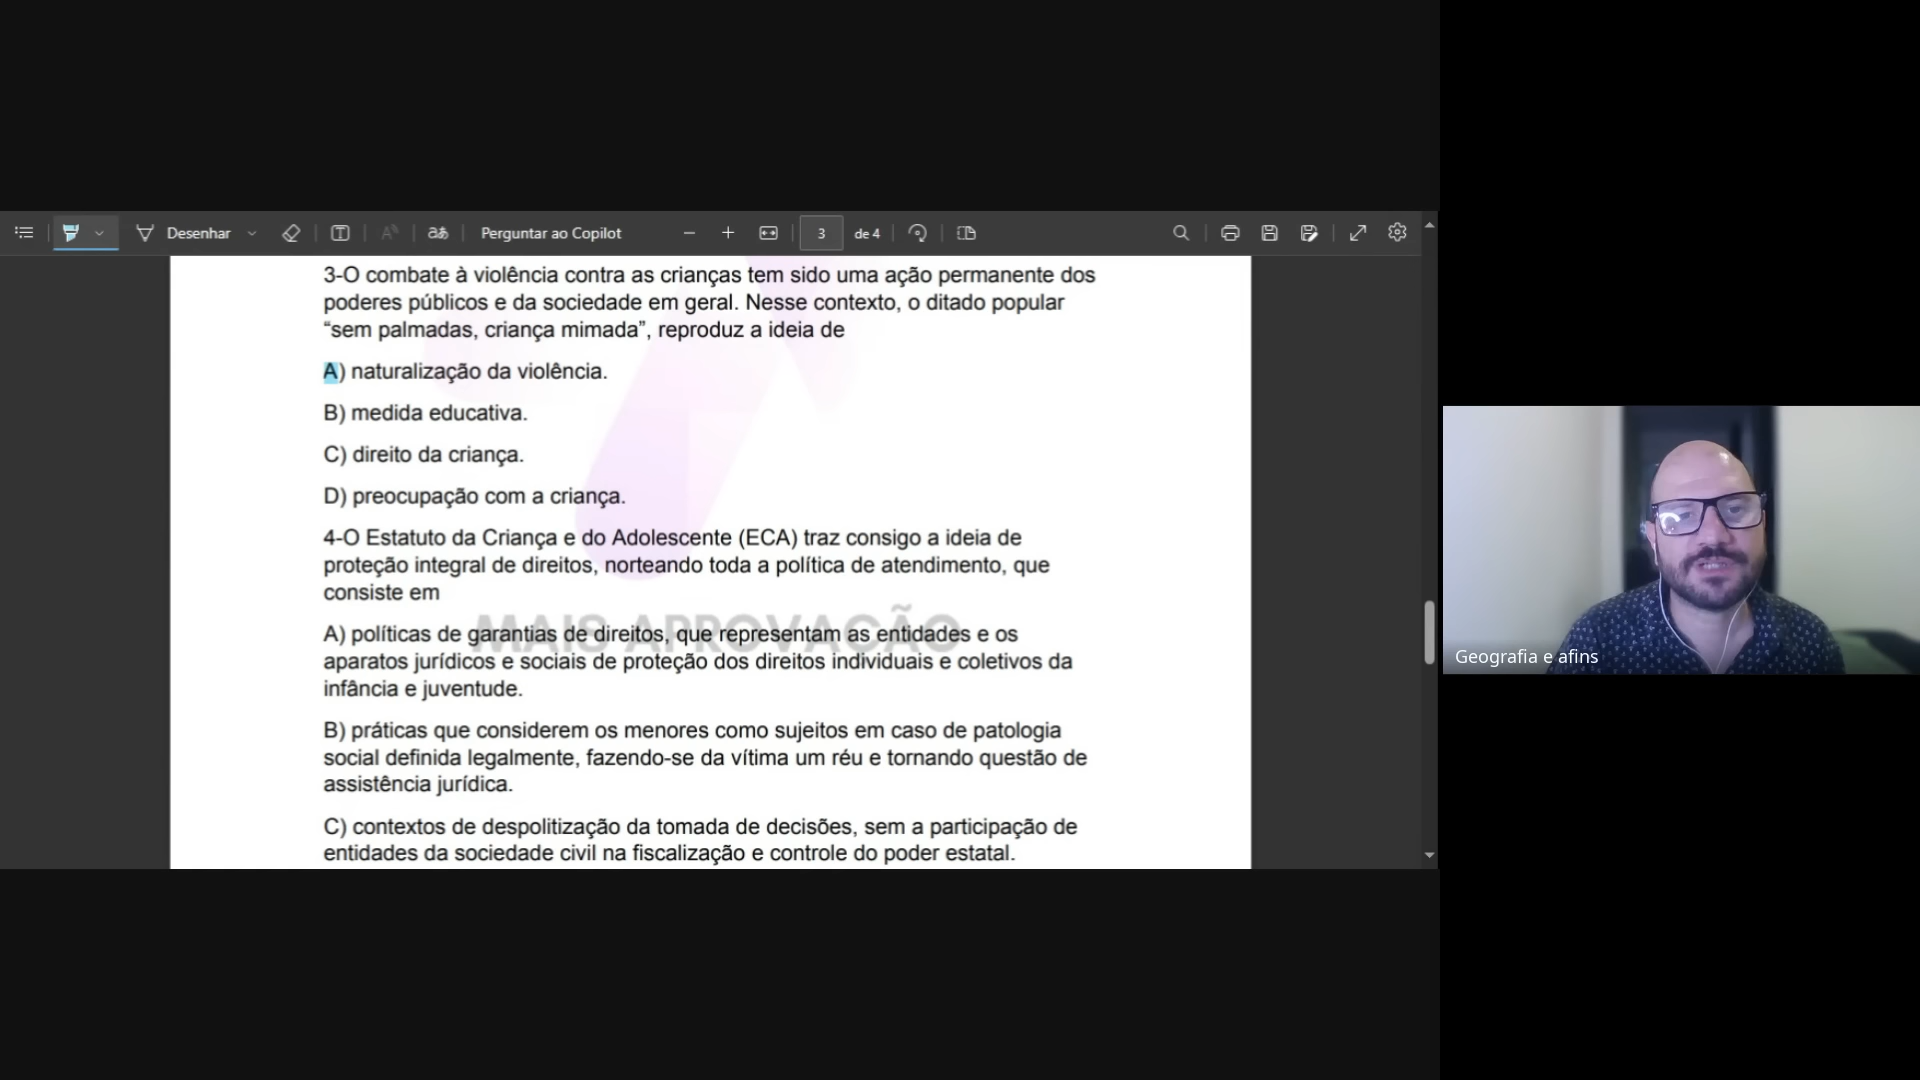 Desenhar
Perguntar ao Copilot
3 de 4
3-O combate à violência contra as crianças tem sido uma ação permanente dos
poderes públicos e da sociedade em geral. Nesse contexto, o ditado popular
“sem palmadas, criança mimada”, reproduz a ideia de
A) naturalização da violência.
B) medida educativa.
C) direito da criança.
D) preocupação com a criança.
4-O Estatuto da Criança e do Adolescente (ECA) traz consigo a ideia de
proteção integral de direitos, norteando toda a política de atendimento, que
consiste em
MAIS APROVAÇÃO
A) políticas de garantias de direitos, que representam as entidades e os
aparatos jurídicos e sociais de proteção dos direitos individuais e coletivos da
infância e juventude.
B) práticas que considerem os menores como sujeitos em caso de patologia
social definida legalmente, fazendo-se da vítima um réu e tornando questão de
assistência jurídica.
C) contextos de despolitização da tomada de decisões, sem a participação de
entidades da sociedade civil na fiscalização e controle do poder estatal.
Geografia e afins